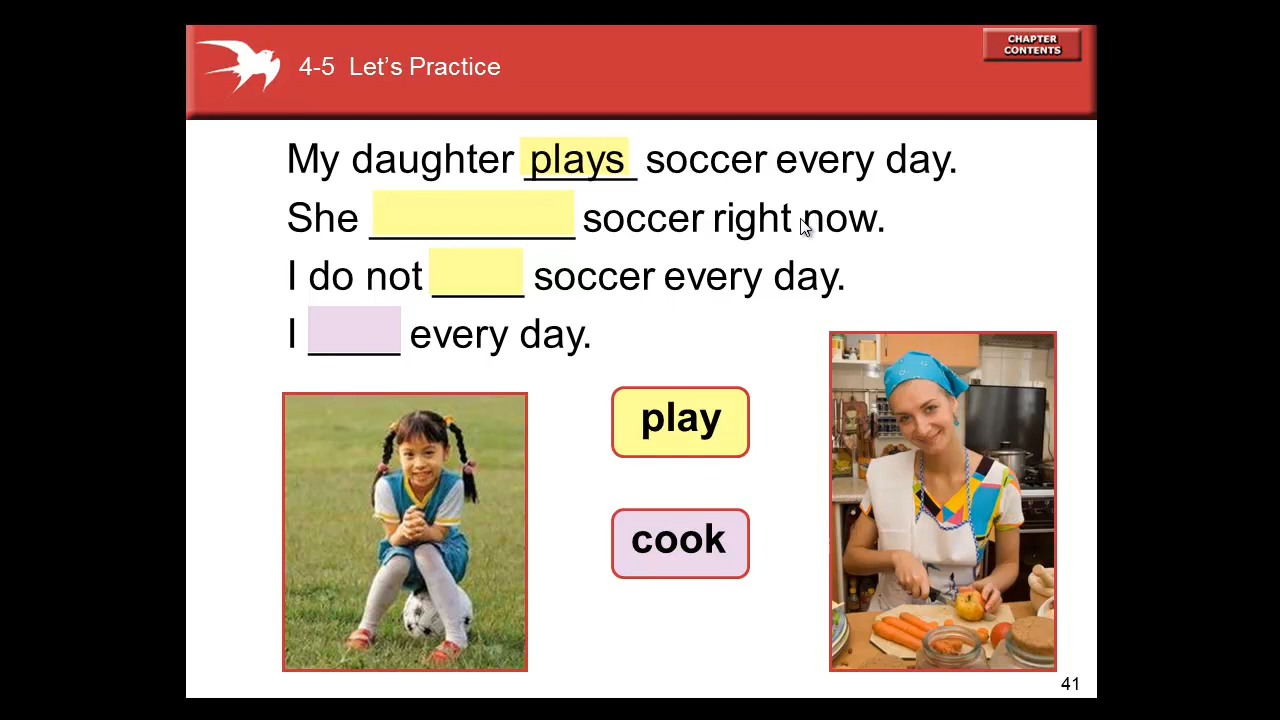 CHAPTER
CONTENTS
4-5 Let's Practice
My daughter plays soccer every day.
She __________ soccer right now.
I do not _____ soccer every day.
I _____ every day.
play
cook
41